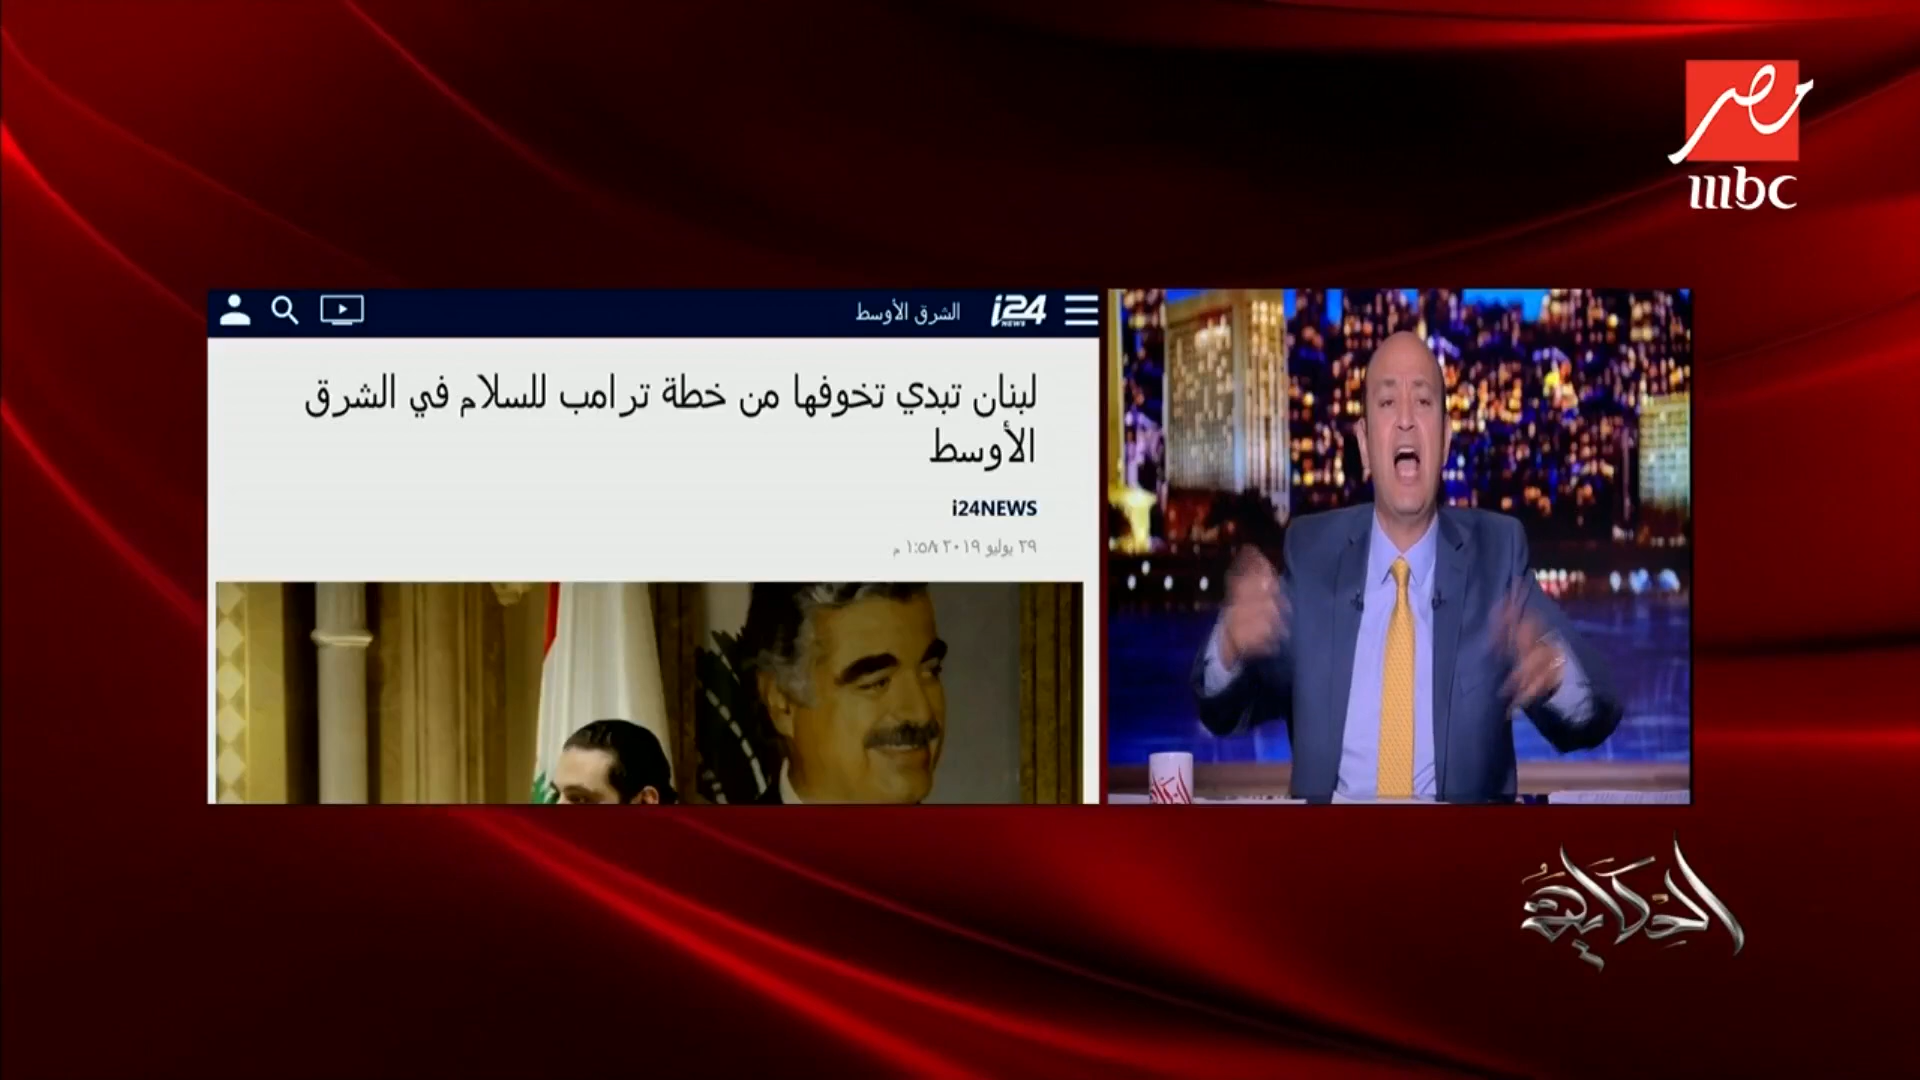 مصر
mbc
الشرق الأوسط
i24
NEWS
لبنان تبدي تخوفها من خطة ترامب للسلام في الشرق
الأوسط
i24NEWS
٢٩ يوليو ٢٠١٩ ١:٥٨ م
الحكاية